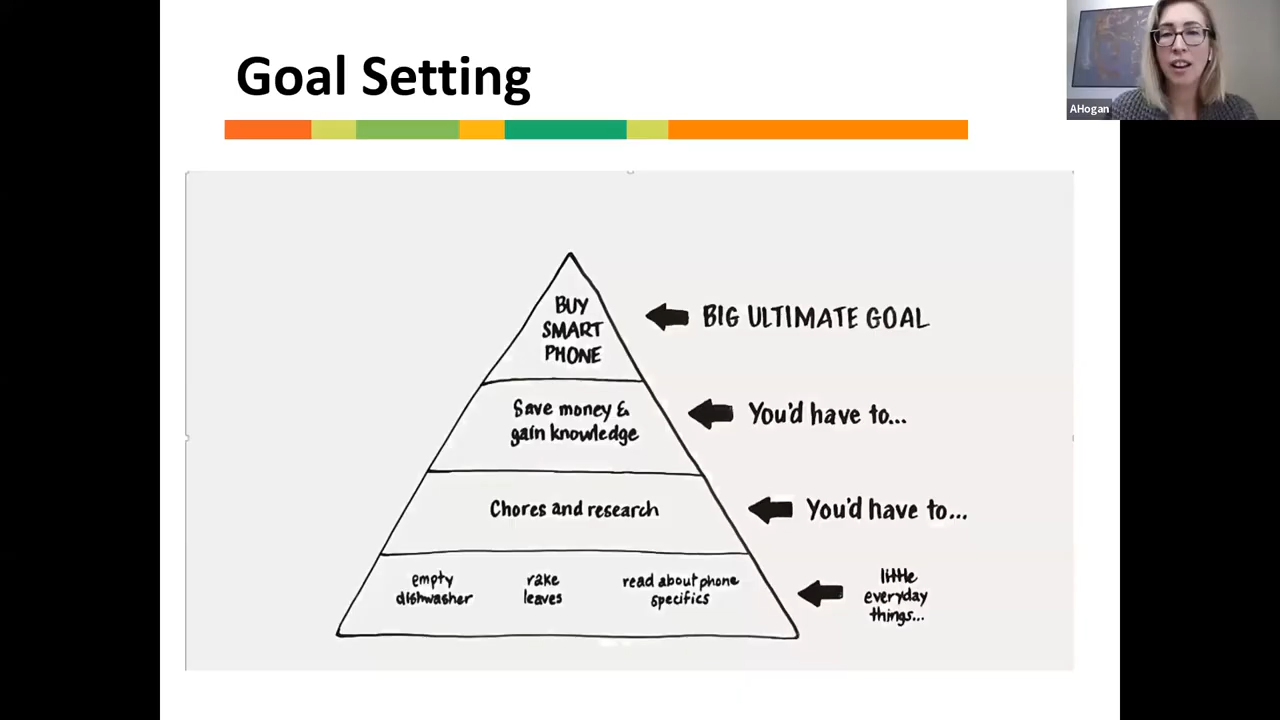 Goal Setting
AHogan
BUY
SMART
PHONE
BIG ULTIMATE GOAL
Save money &
gain knowledge
You'd have to...
Chores and research
You'd have to...
empty
dishwasher
rake
leaves
read about phone
specifics
little
everyday
things...